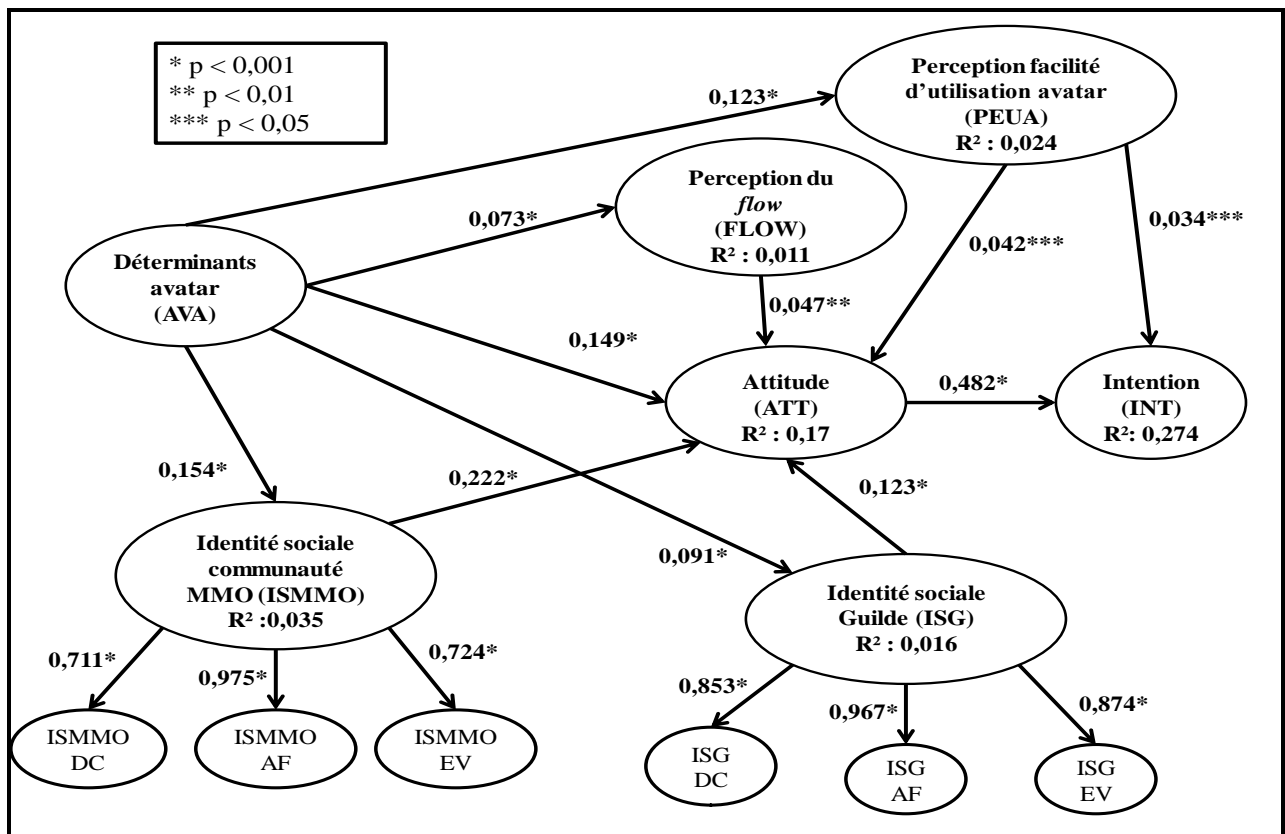 * p < 0,001
** p < 0,01
*** p < 0,05
Perception facilité
d'utilisation avatar
(PEUA)
R² : 0,024
0,123*
Perception du
flow
(FLOW)
R² : 0,011
0,073*
0,034***
0,042***
Déterminants
avatar
(AVA)
0,047**
0,149*
Attitude
(ATT)
R² : 0,17
0,482*
Intention
(INT)
R²: 0,274
0,154*
0,222*
0,123*
Identité sociale
communauté
MMO (ISMMO)
R² :0,035
0,091*
Identité sociale
Guilde (ISG)
R² : 0,016
0,711*
0,975*
0,724*
0,853*
0,967*
0,874*
ISMMO
DC
ISMMO
AF
ISMMO
EV
ISG
DC
ISG
AF
ISG
EV